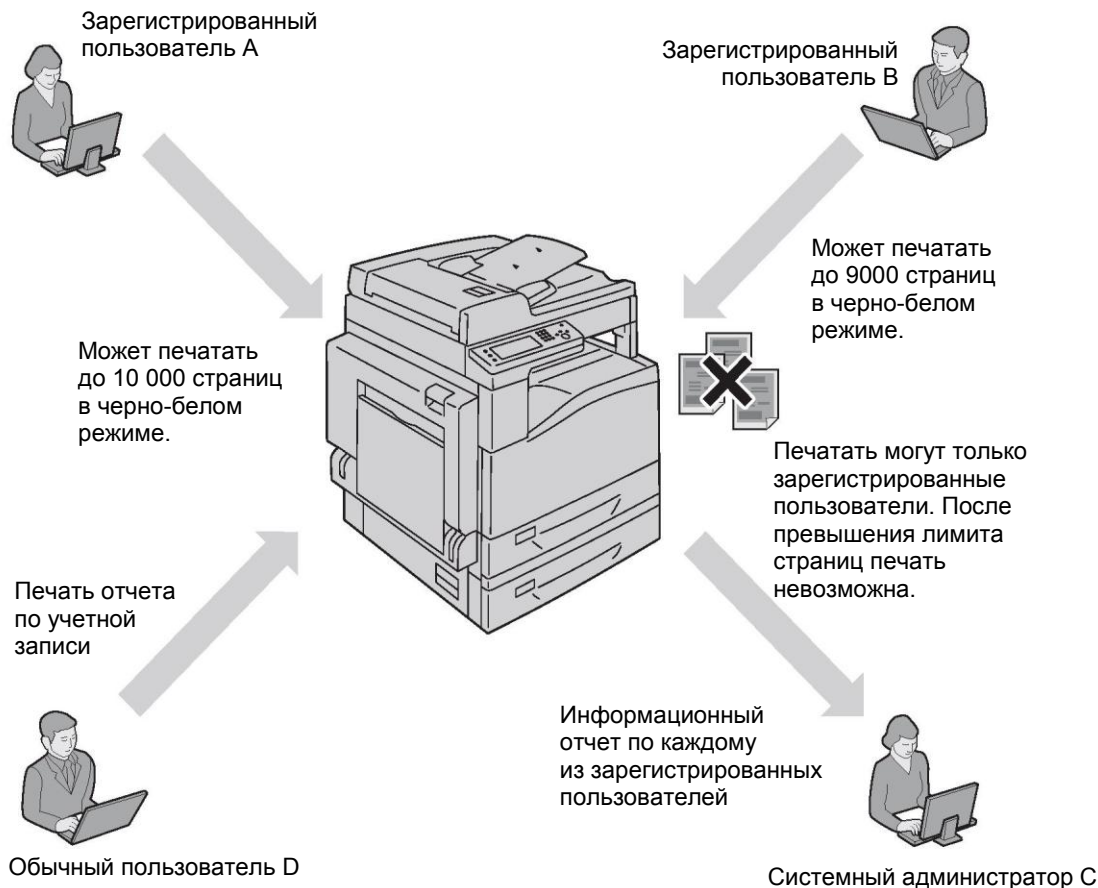 Зарегистрированный
пользователь A
Зарегистрированный
пользователь B
Может печатать
до 10 000 страниц
в черно-белом
режиме.
Может печатать
до 9000 страниц
в черно-белом
режиме.
Печатать могут только
зарегистрированные
пользователи. После
превышения лимита
страниц печать
невозможна.
Печать отчета
по учетной
записи
Информационный
отчет по каждому
из зарегистрированных
пользователей
Обычный пользователь D
Системный администратор C